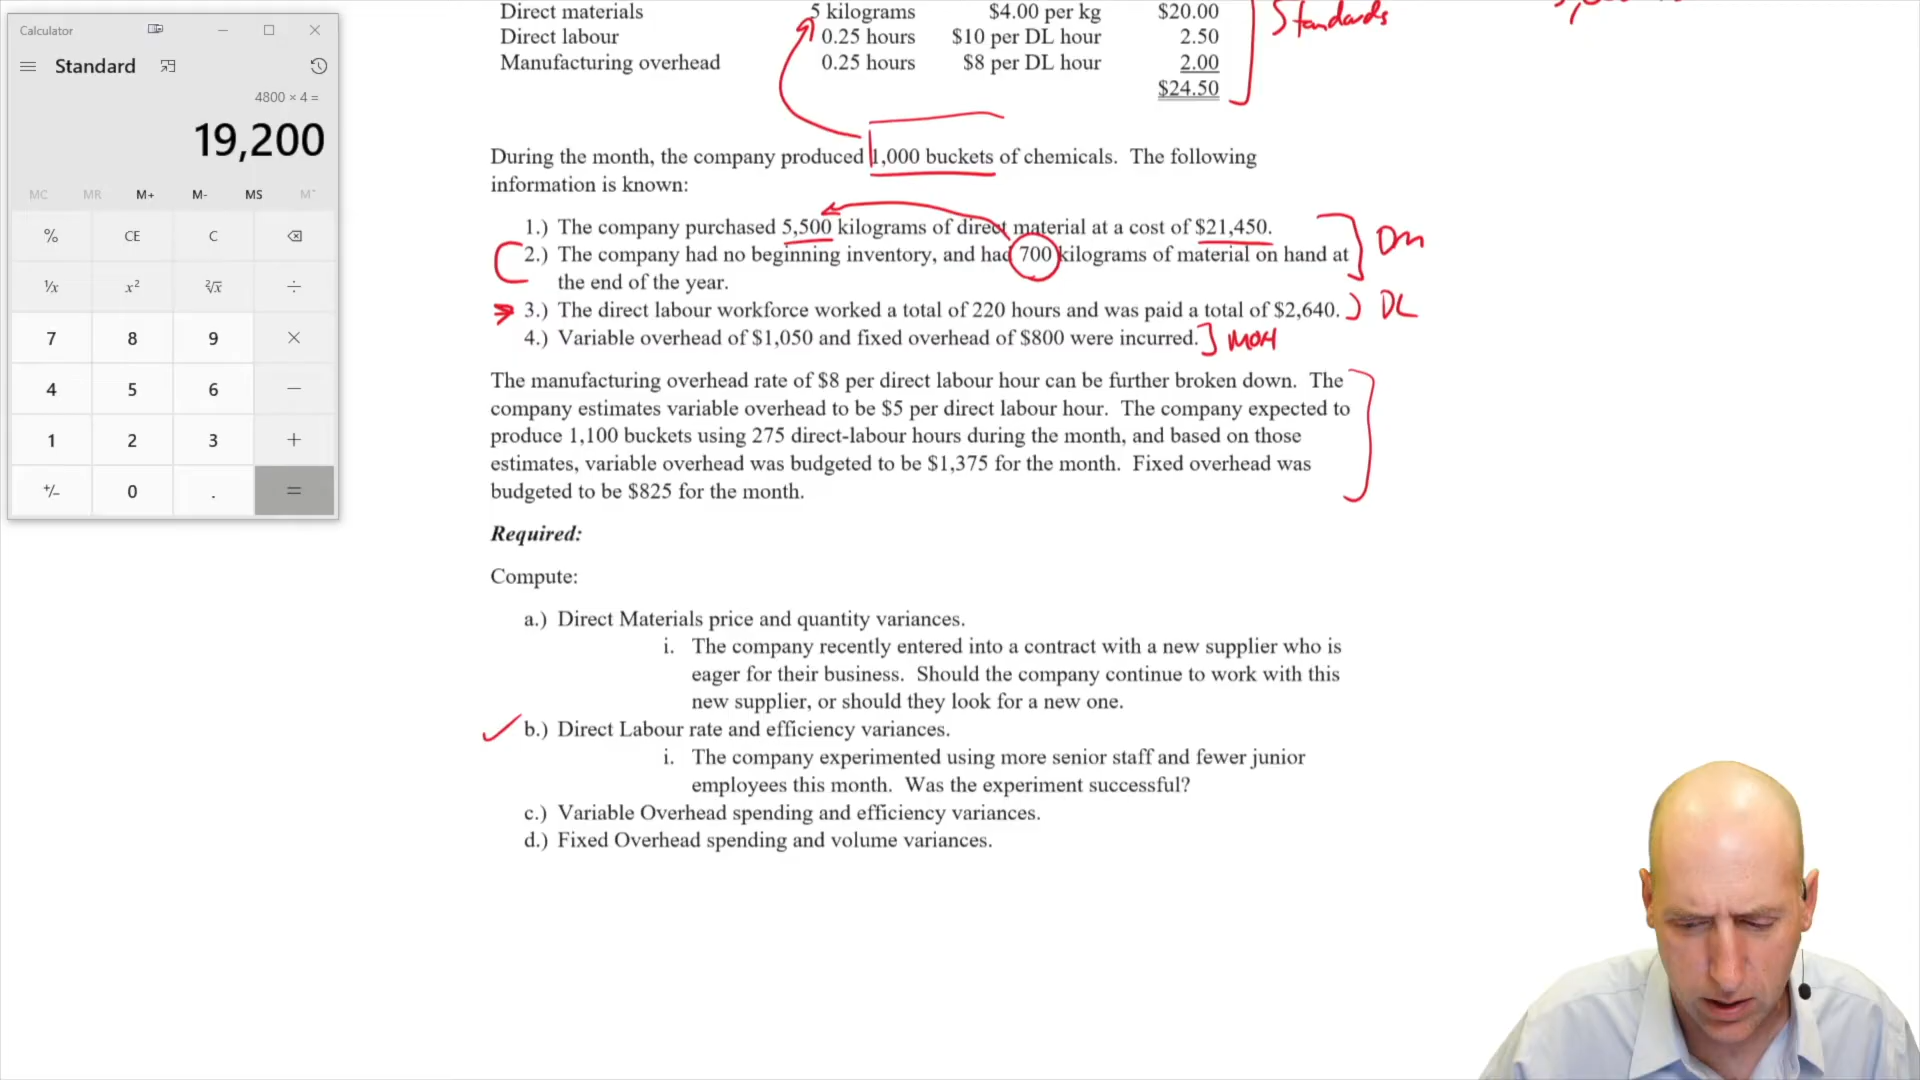 Calculator
Standard
4800 × 4 =
19,200
MC MR M+ M- MS M˅
% CE C
¹/x x² ²√x ÷
7 8 9 ×
4 5 6 −
1 2 3 +
+/− 0 . =
Direct materials 5 kilograms $4.00 per kg $20.00
Direct labour 0.25 hours $10 per DL hour 2.50
Manufacturing overhead 0.25 hours $8 per DL hour 2.00
$24.50
Standards
During the month, the company produced 1,000 buckets of chemicals. The following
information is known:
1.) The company purchased 5,500 kilograms of direct material at a cost of $21,450.
2.) The company had no beginning inventory, and had 700 kilograms of material on hand at
the end of the year.
DM
3.) The direct labour workforce worked a total of 220 hours and was paid a total of $2,640. DL
4.) Variable overhead of $1,050 and fixed overhead of $800 were incurred. MOH
The manufacturing overhead rate of $8 per direct labour hour can be further broken down. The
company estimates variable overhead to be $5 per direct labour hour. The company expected to
produce 1,100 buckets using 275 direct-labour hours during the month, and based on those
estimates, variable overhead was budgeted to be $1,375 for the month. Fixed overhead was
budgeted to be $825 for the month.
Required:
Compute:
a.) Direct Materials price and quantity variances.
i. The company recently entered into a contract with a new supplier who is
eager for their business. Should the company continue to work with this
new supplier, or should they look for a new one.
b.) Direct Labour rate and efficiency variances.
i. The company experimented using more senior staff and fewer junior
employees this month. Was the experiment successful?
c.) Variable Overhead spending and efficiency variances.
d.) Fixed Overhead spending and volume variances.